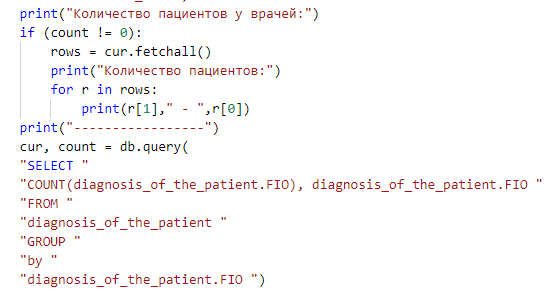 print("Количество пациентов у врачей:")
if (count != 0):
rows = cur.fetchall()
print("Количество пациентов:")
for r in rows:
print(r[1]," - ",r[0])
print("-----------------")
cur, count = db.query(
"SELECT "
"COUNT(diagnosis_of_the_patient.FIO), diagnosis_of_the_patient.FIO "
"FROM "
"diagnosis_of_the_patient "
"GROUP "
"by "
"diagnosis_of_the_patient.FIO ")